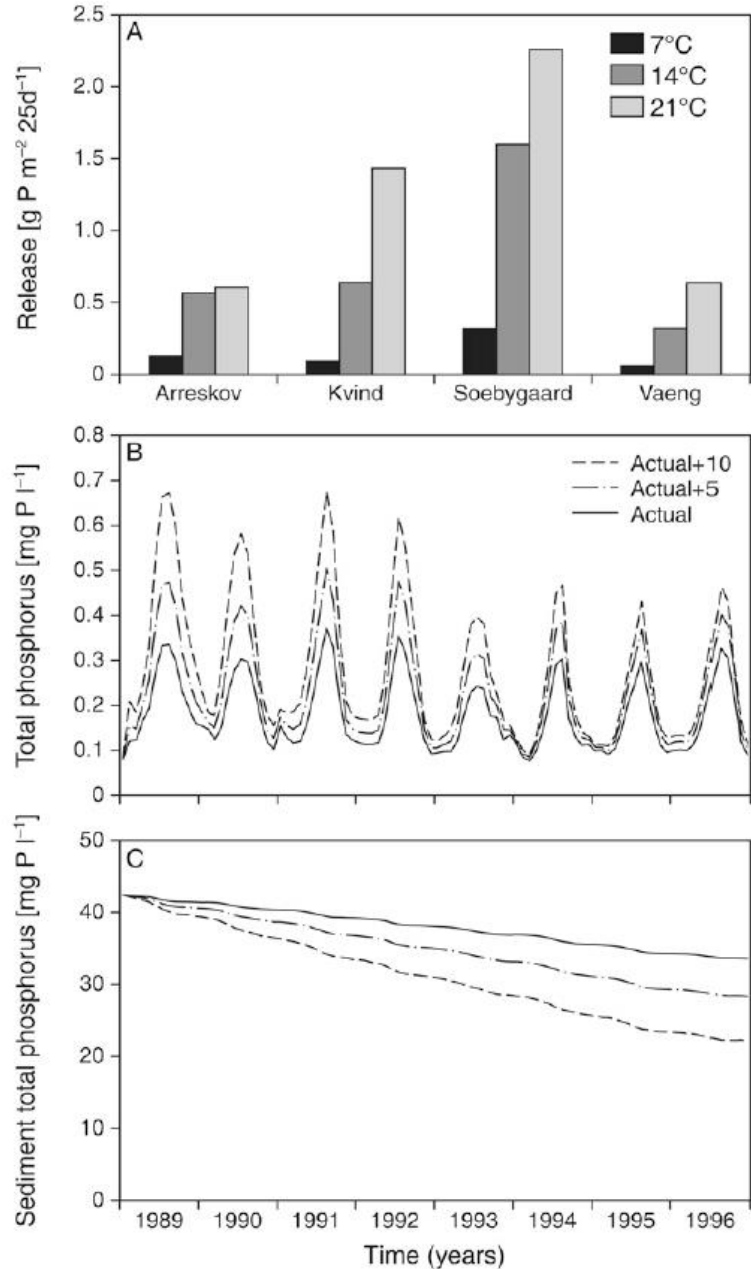 A
7°C
14°C
21°C
Release [g P m⁻² 25d⁻¹]
2.5
2.0
1.5
1.0
0.5
0
Arreskov Kvind Soebygaard Vaeng
B
Actual+10
Actual+5
Actual
Total phosphorus [mg P l⁻¹]
0.8
0.7
0.6
0.5
0.4
0.3
0.2
0.1
0
C
Sediment total phosphorus [mg P l⁻¹]
50
40
30
20
10
0
1989 1990 1991 1992 1993 1994 1995 1996
Time (years)